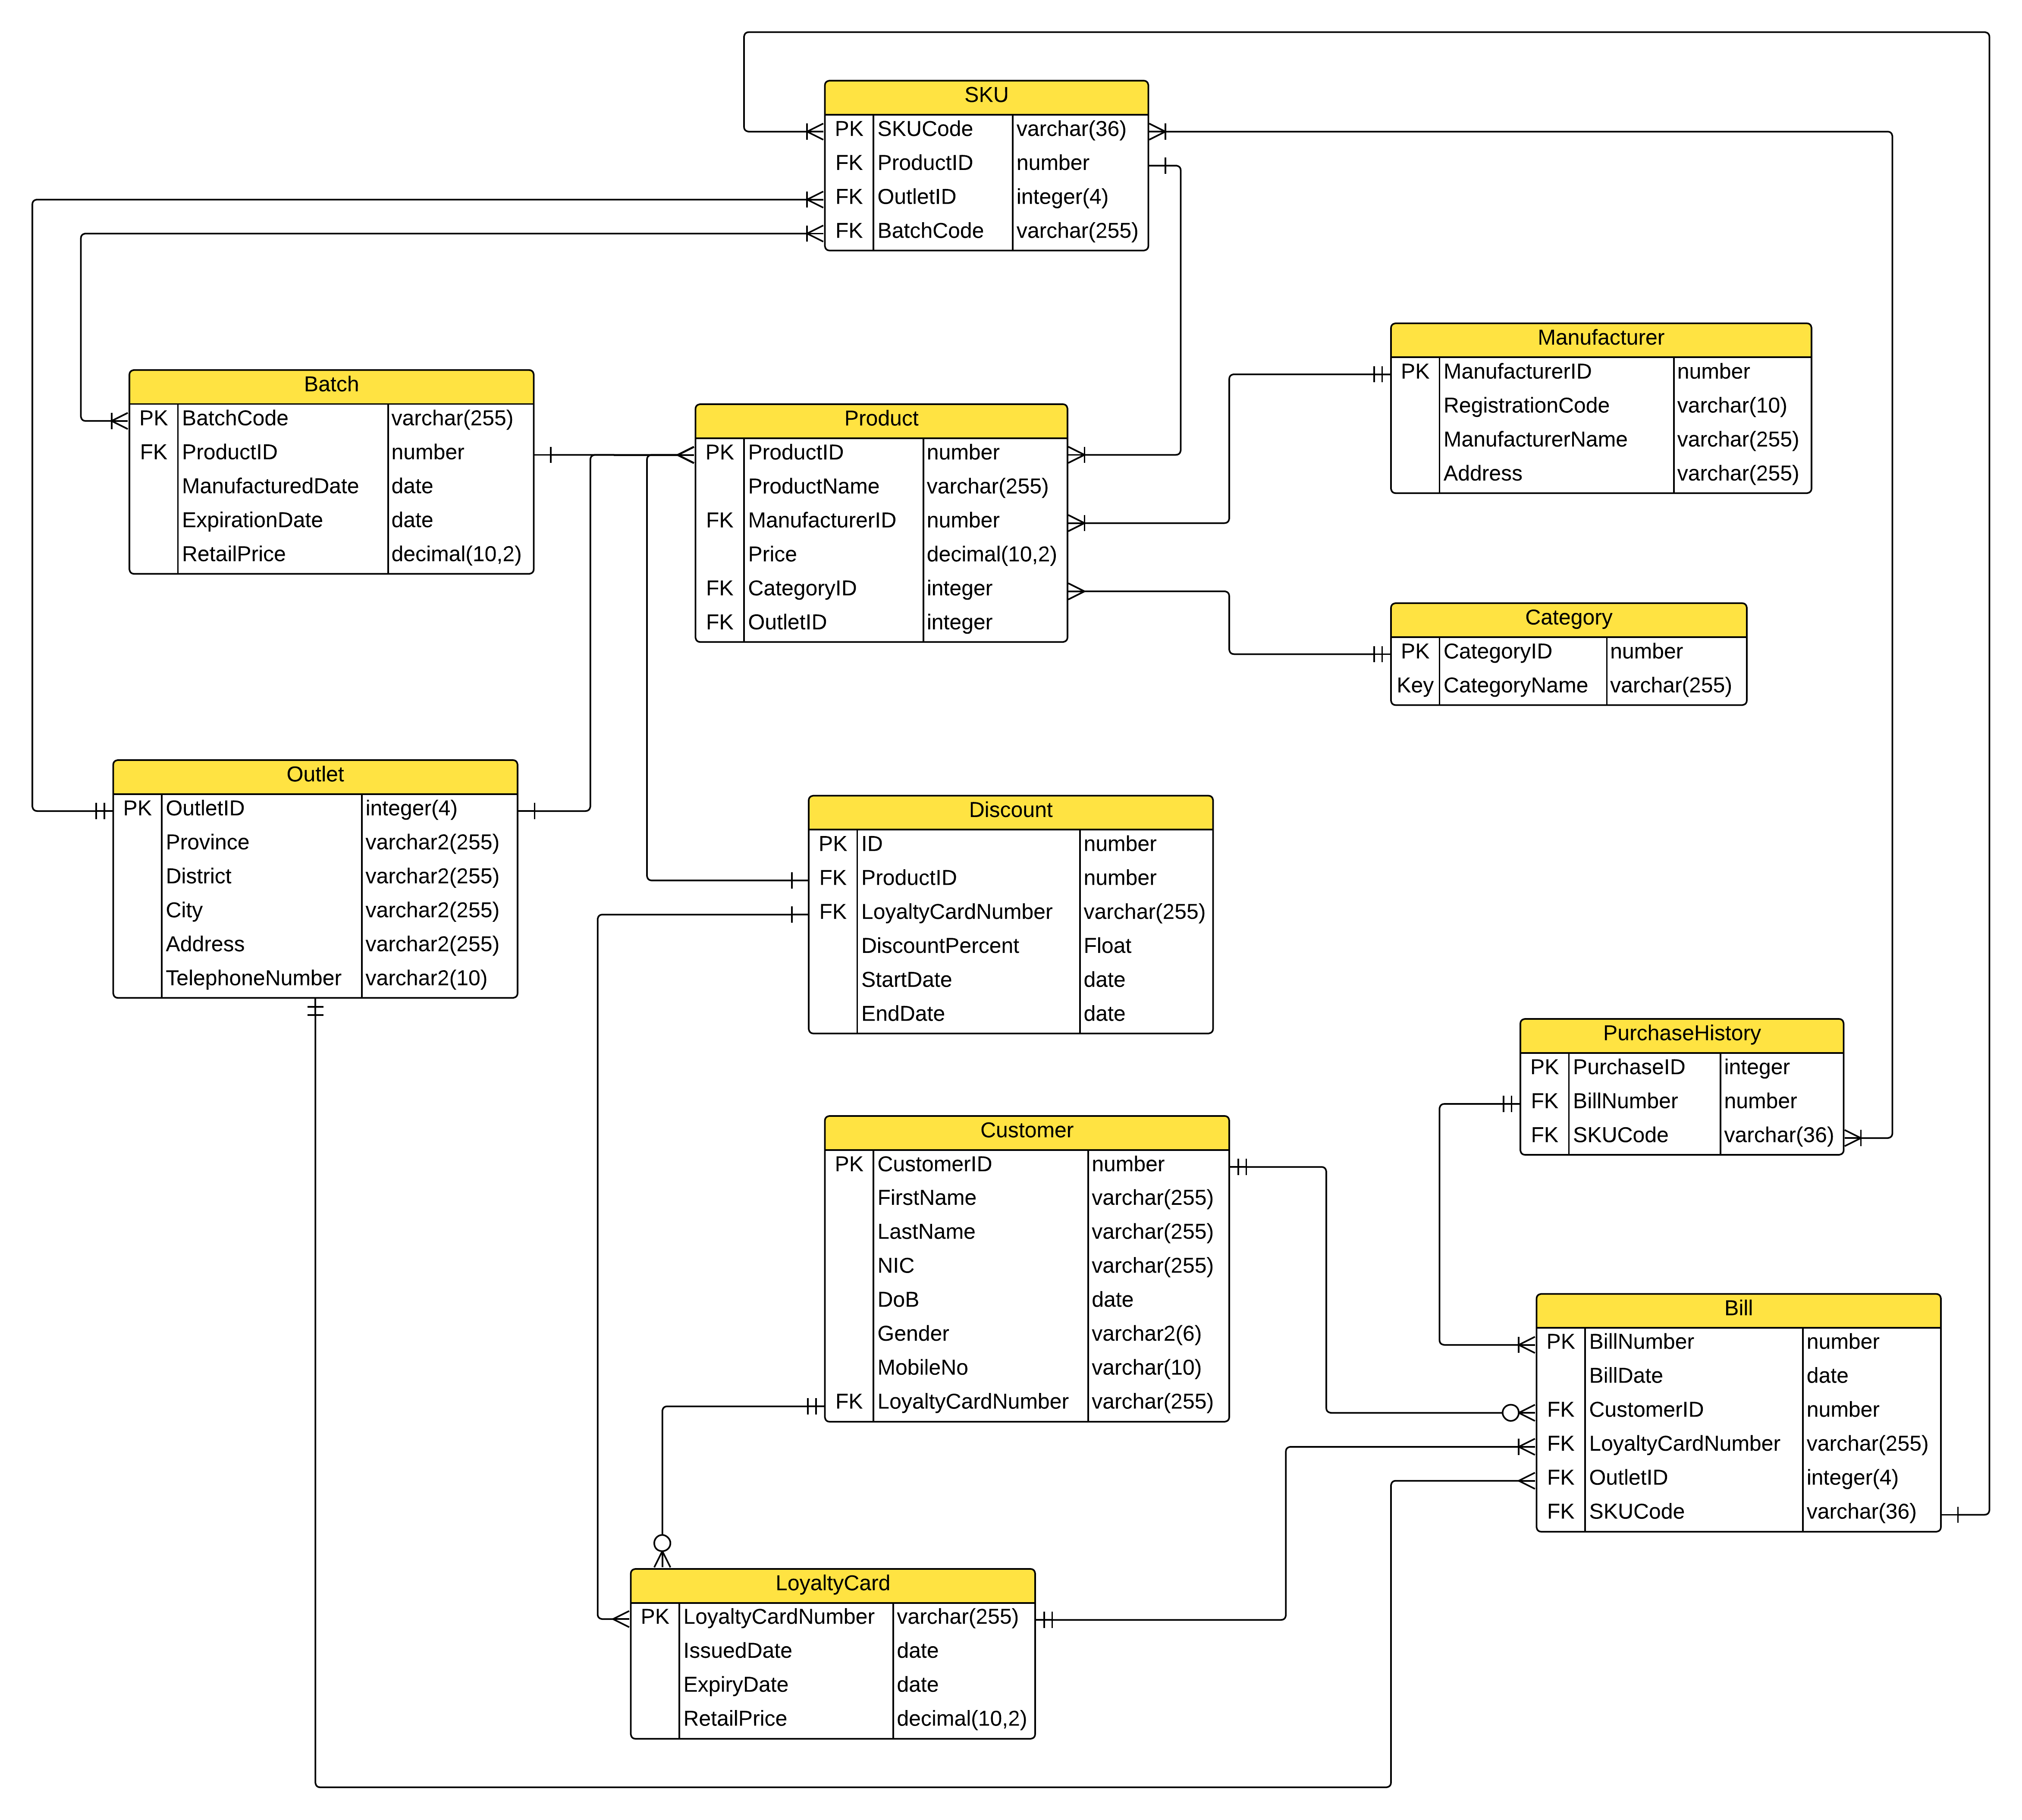 SKU
PK SKUCode varchar(36)
FK ProductID number
FK OutletID integer(4)
FK BatchCode varchar(255)
Manufacturer
PK ManufacturerID number
RegistrationCode varchar(10)
ManufacturerName varchar(255)
Address varchar(255)
Batch
PK BatchCode varchar(255)
FK ProductID number
ManufacturedDate date
ExpirationDate date
RetailPrice decimal(10,2)
Product
PK ProductID number
ProductName varchar(255)
FK ManufacturerID number
Price decimal(10,2)
FK CategoryID integer
FK OutletID integer
Category
PK CategoryID number
Key CategoryName varchar(255)
Outlet
PK OutletID integer(4)
Province varchar2(255)
District varchar2(255)
City varchar2(255)
Address varchar2(255)
TelephoneNumber varchar2(10)
Discount
PK ID number
FK ProductID number
FK LoyaltyCardNumber varchar(255)
DiscountPercent Float
StartDate date
EndDate date
PurchaseHistory
PK PurchaseID integer
FK BillNumber number
FK SKUCode varchar(36)
Customer
PK CustomerID number
FirstName varchar(255)
LastName varchar(255)
NIC varchar(255)
DoB date
Gender varchar2(6)
MobileNo varchar(10)
FK LoyaltyCardNumber varchar(255)
Bill
PK BillNumber number
BillDate date
FK CustomerID number
FK LoyaltyCardNumber varchar(255)
FK OutletID integer(4)
FK SKUCode varchar(36)
LoyaltyCard
PK LoyaltyCardNumber varchar(255)
IssuedDate date
ExpiryDate date
RetailPrice decimal(10,2)